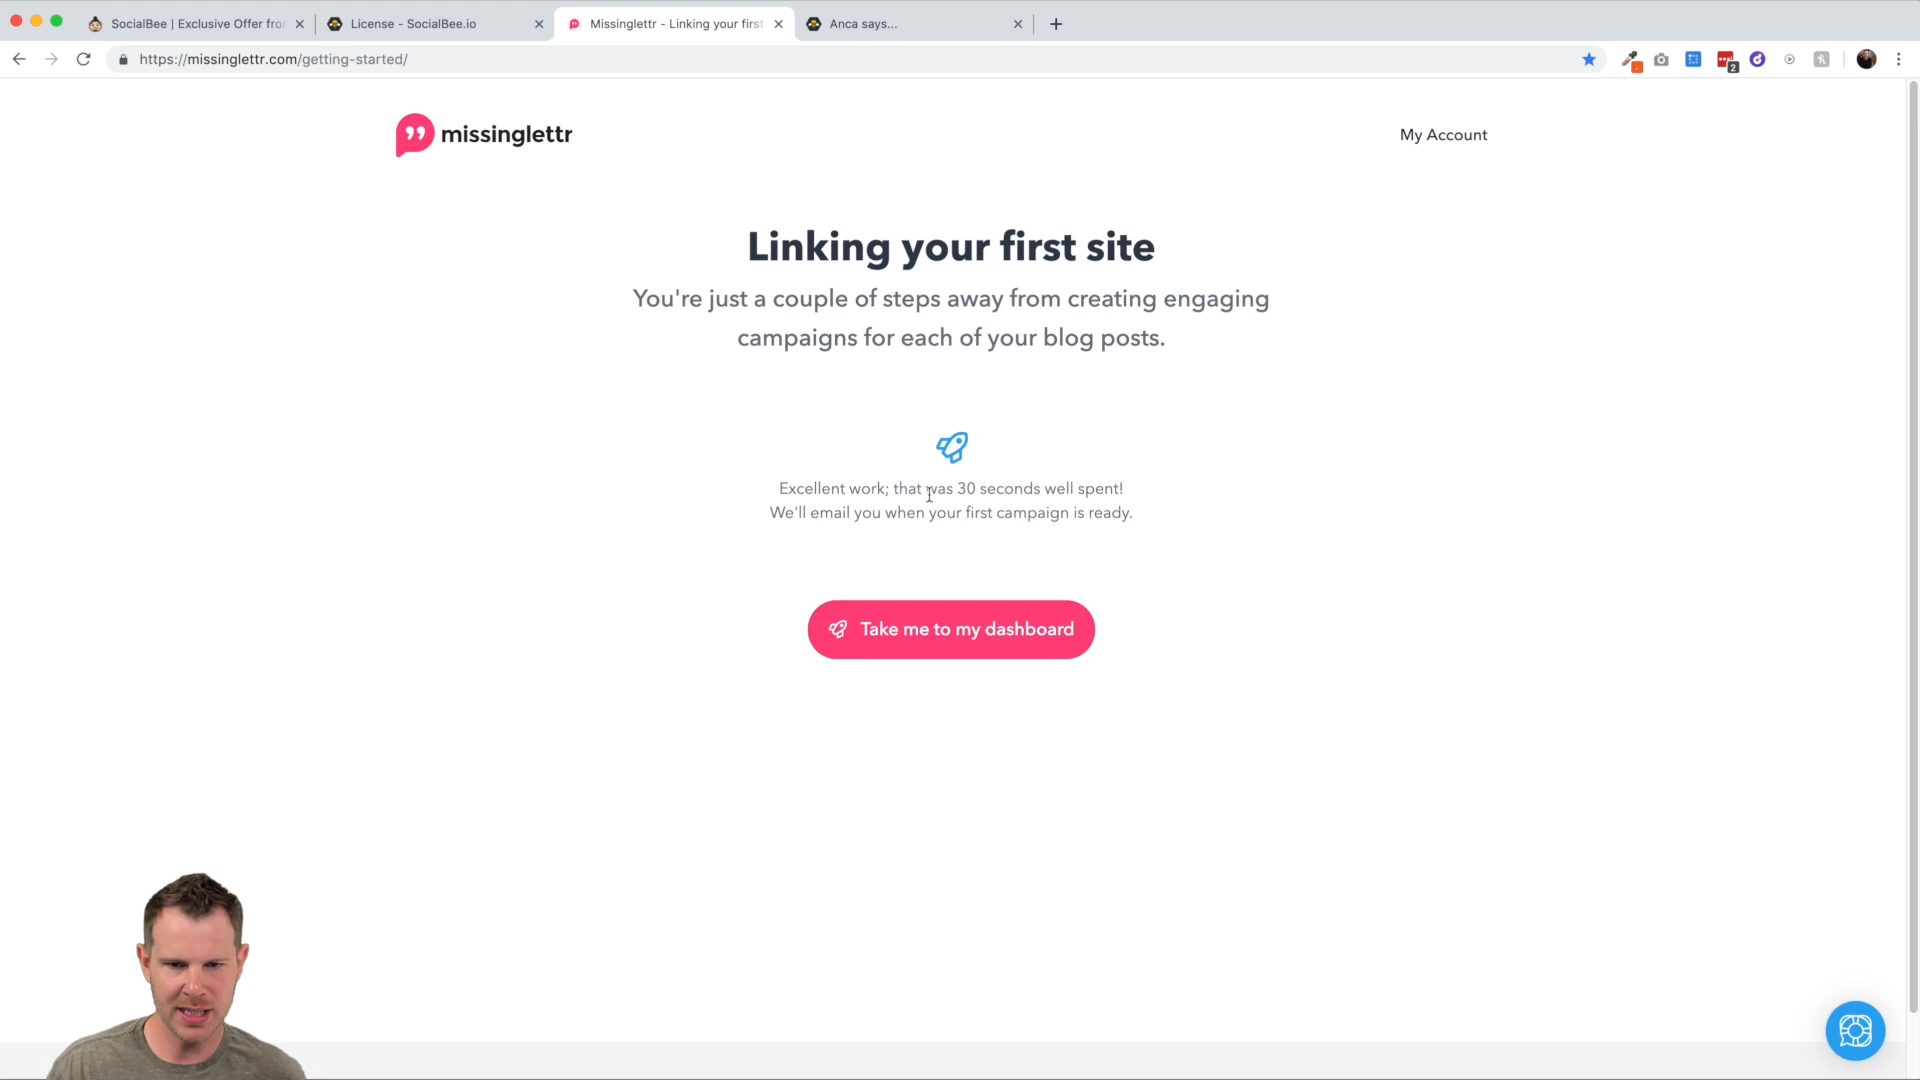 SocialBee | Exclusive Offer fro
License - SocialBee.io
Missinglettr - Linking your first
Anca says...
https://missinglettr.com/getting-started/
2
missinglettr
My Account
Linking your first site
You're just a couple of steps away from creating engaging
campaigns for each of your blog posts.
Excellent work; that was 30 seconds well spent!
We'll email you when your first campaign is ready.
Take me to my dashboard